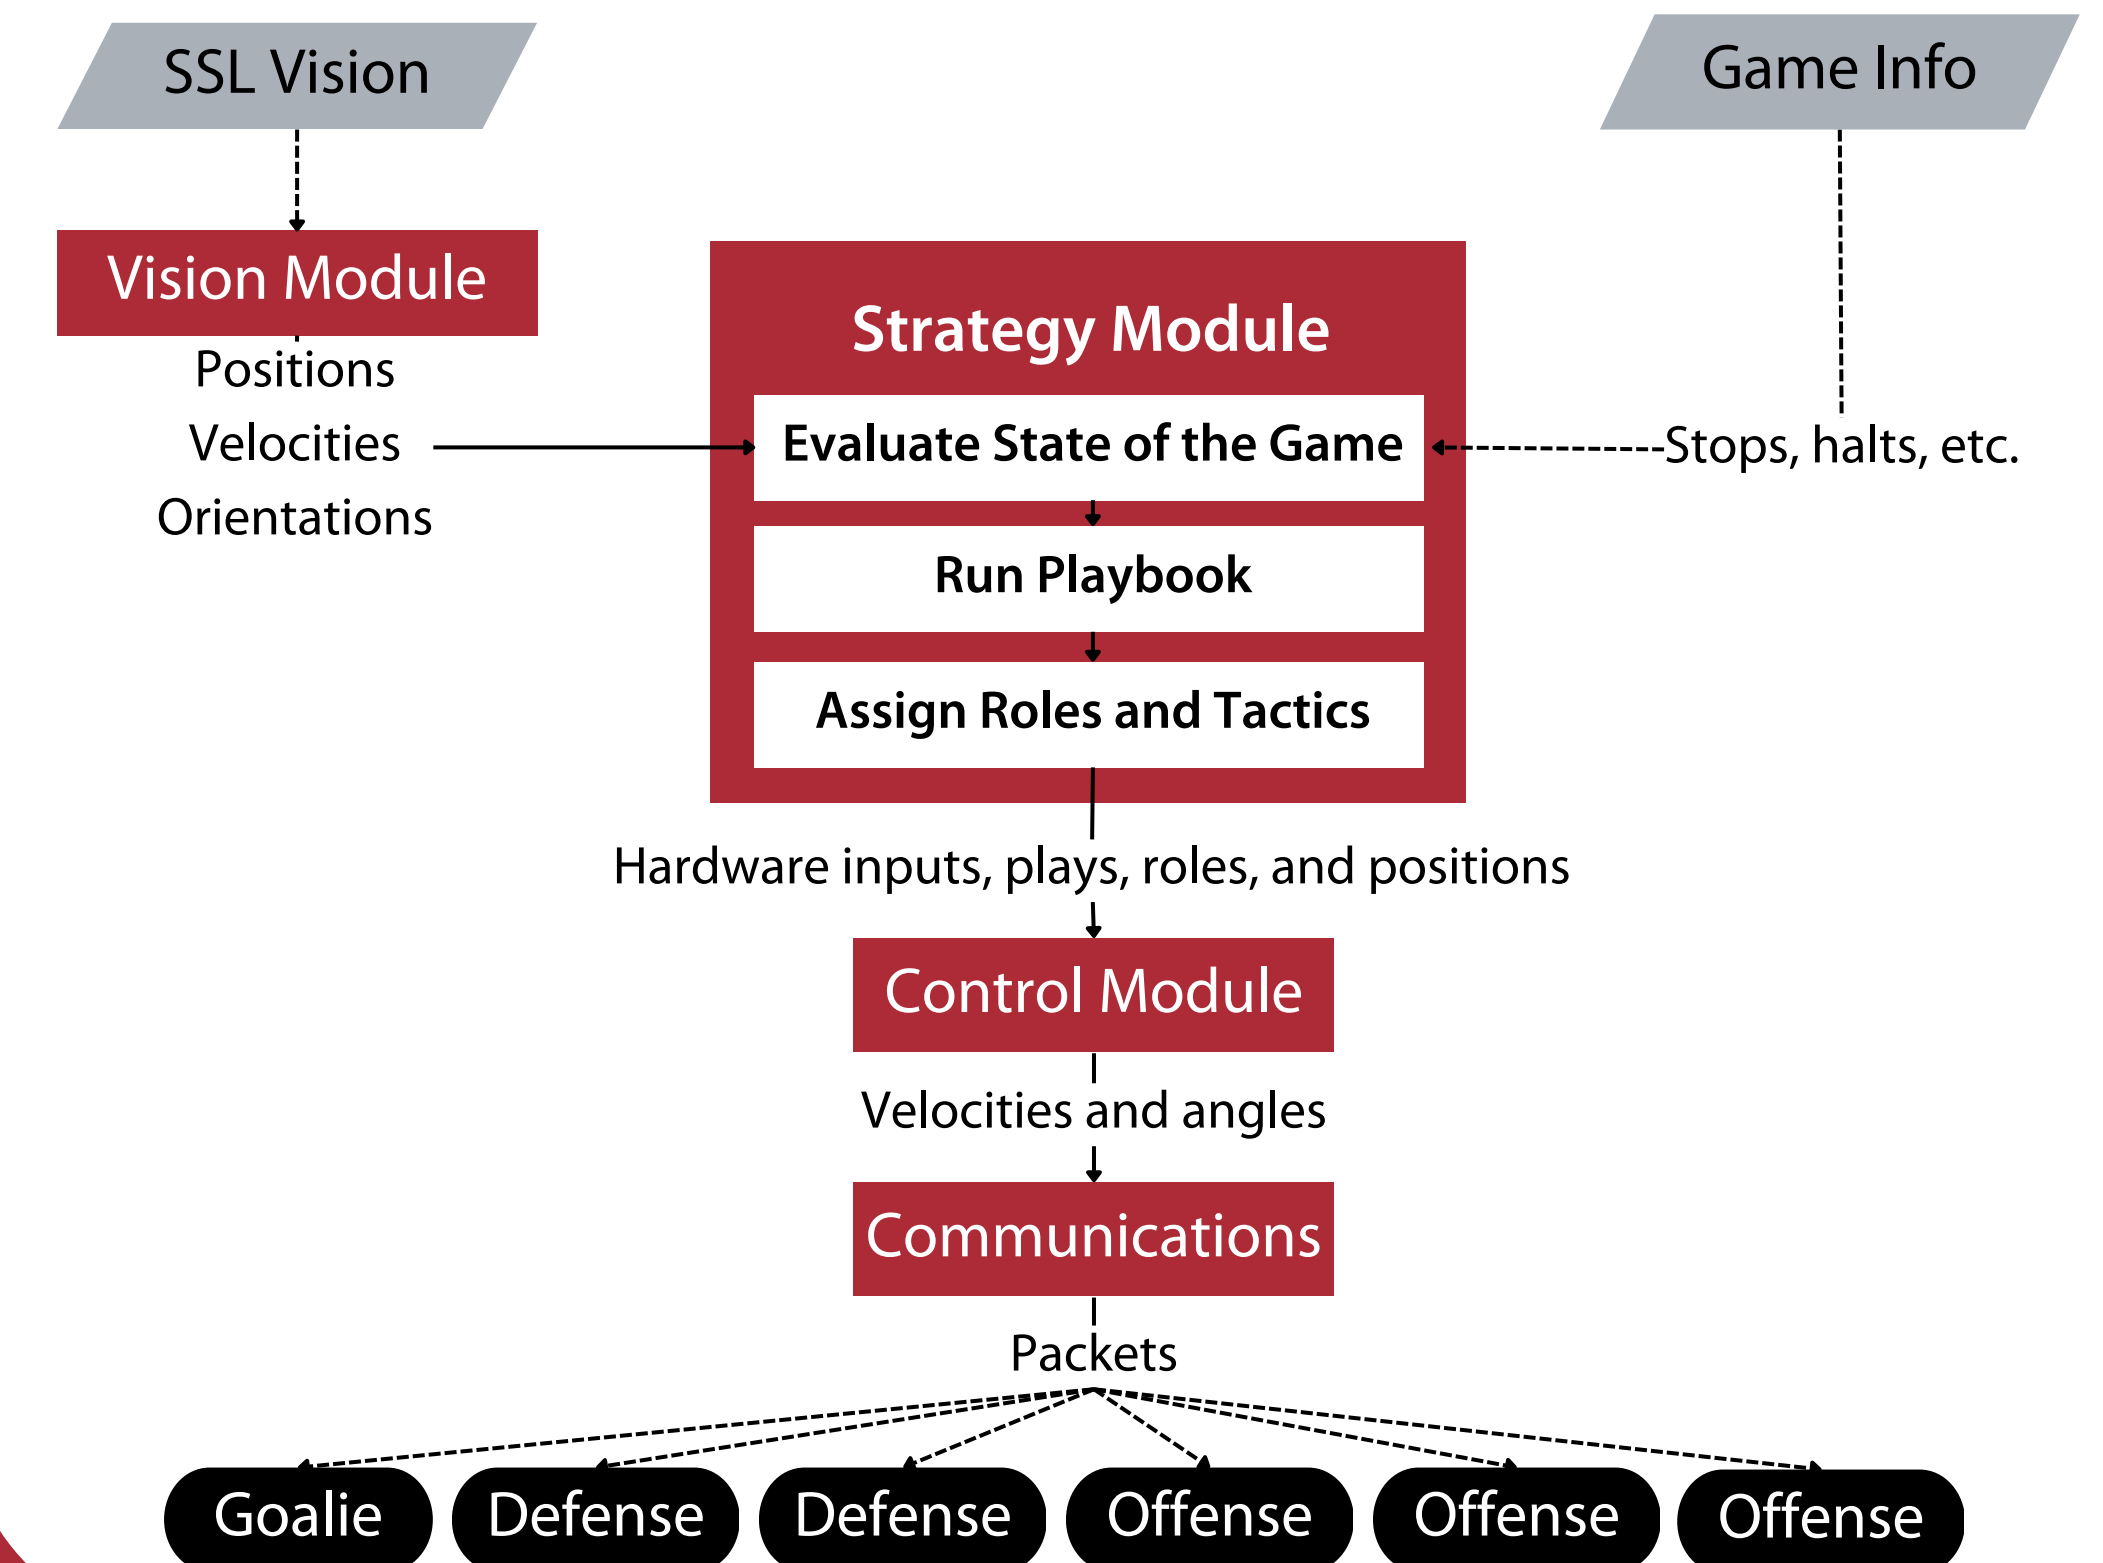 SSL Vision
Game Info
Vision Module
Positions
Velocities
Orientations
Strategy Module
Evaluate State of the Game
Stops, halts, etc.
Run Playbook
Assign Roles and Tactics
Hardware inputs, plays, roles, and positions
Control Module
Velocities and angles
Communications
Packets
Goalie
Defense
Defense
Offense
Offense
Offense